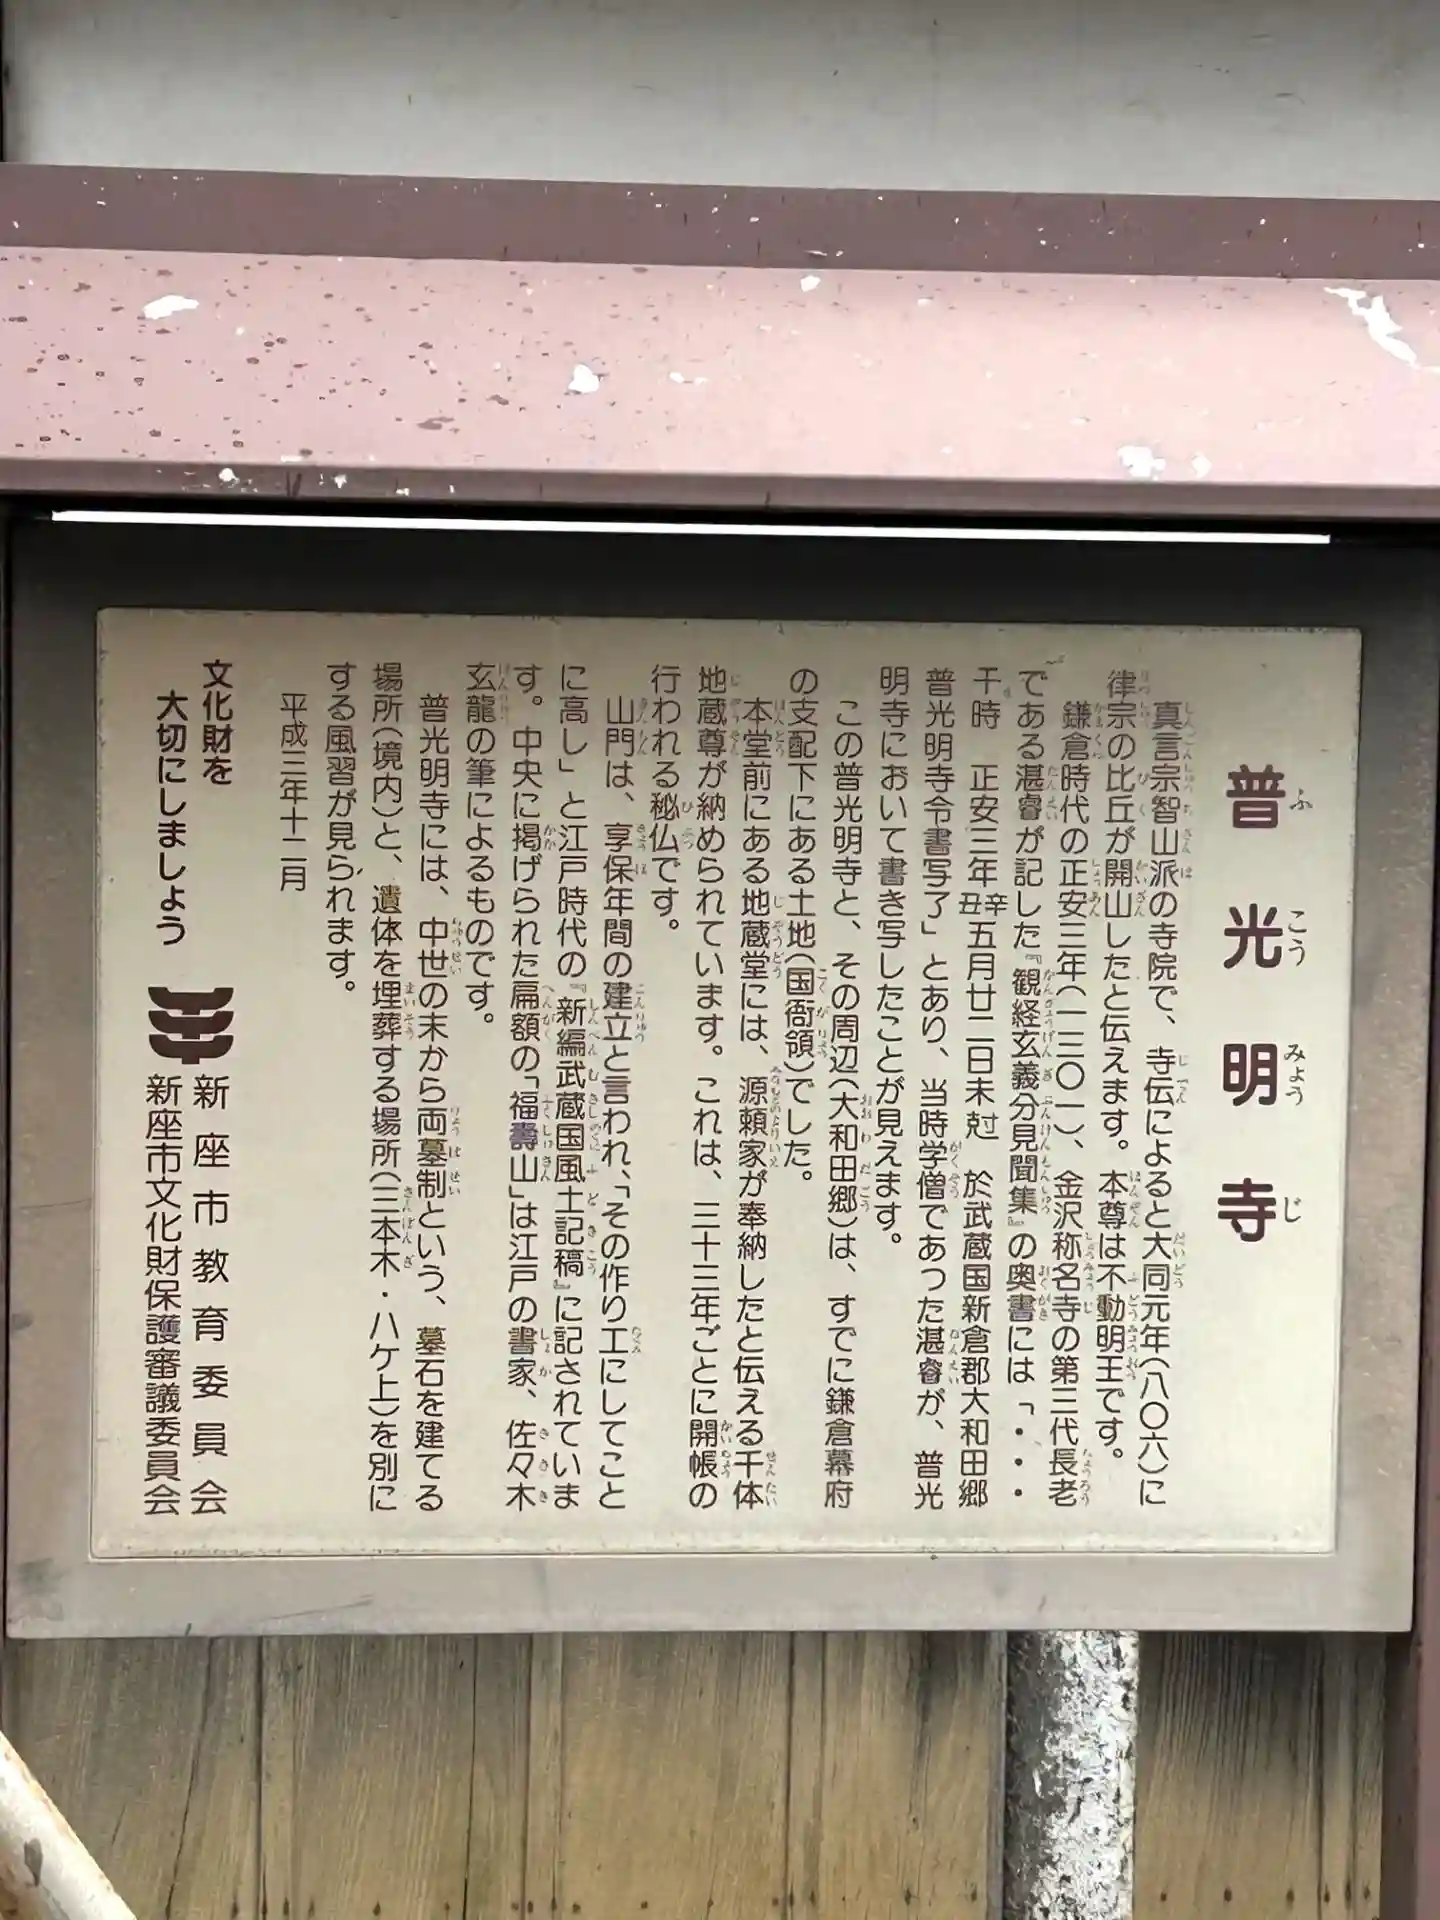 普光明寺
真言宗智山派の寺院で、寺伝によると大同元年(八〇六)に
律宗の比丘が開山したと伝えます。本尊は不動明王です。
鎌倉時代の正安三年(一三〇一)、金沢称名寺の第三代長老
である湛睿が記した『観経玄義分見聞集』の奥書には「・・・
干時 正安三年辛丑五月廿二日未尅 於武蔵国新倉郡大和田郷
普光明寺令書写了」とあり、当時学僧であった湛睿が、普光
明寺において書き写したことが見えます。
この普光明寺と、その周辺(大和田郷)は、すでに鎌倉幕府
の支配下にある土地(国衙領)でした。
本堂前にある地蔵堂には、源頼家が奉納したと伝える千体
地蔵尊が納められています。これは、三十三年ごとに開帳の
行われる秘仏です。
山門は、享保年間の建立と言われ、「その作り工にしてこと
に高し」と江戸時代の『新編武蔵国風土記稿』に記されていま
す。中央に掲げられた扁額の「福壽山」は江戸の書家、佐々木
玄龍の筆によるものです。
普光明寺には、中世の末から両墓制という、墓石を建てる
場所(境内)と、遺体を埋葬する場所(三本木・ハケ上)を別に
する風習が見られます。
平成三年十二月
文化財を
大切にしましょう
新座市教育委員会
新座市文化財保護審議委員会